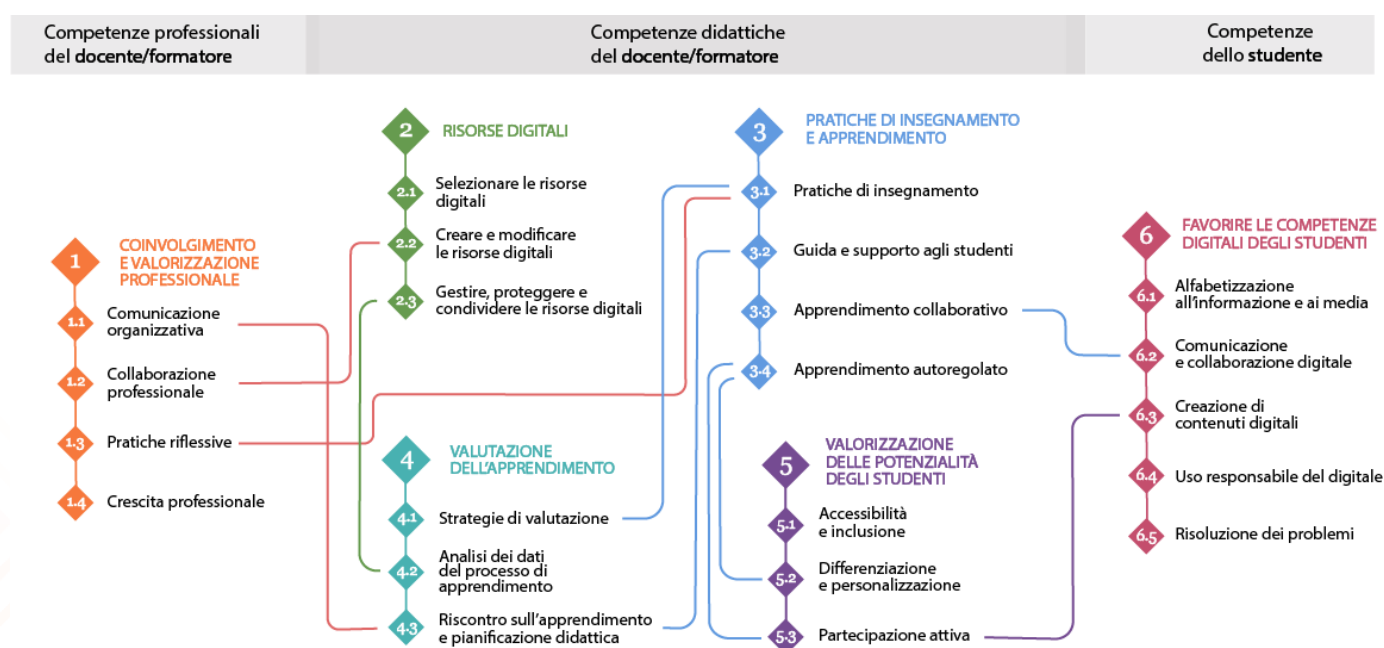 Competenze professionali
del docente/formatore
Competenze didattiche
del docente/formatore
Competenze
dello studente
1
COINVOLGIMENTO
E VALORIZZAZIONE
PROFESSIONALE
1.1
Comunicazione
organizzativa
1.2
Collaborazione
professionale
1.3
Pratiche riflessive
1.4
Crescita professionale
2
RISORSE DIGITALI
2.1
Selezionare le risorse
digitali
2.2
Creare e modificare
le risorse digitali
2.3
Gestire, proteggere e
condividere le risorse digitali
3
PRATICHE DI INSEGNAMENTO
E APPRENDIMENTO
3.1
Pratiche di insegnamento
3.2
Guida e supporto agli studenti
3.3
Apprendimento collaborativo
3.4
Apprendimento autoregolato
4
VALUTAZIONE
DELL'APPRENDIMENTO
4.1
Strategie di valutazione
4.2
Analisi dei dati
del processo di
apprendimento
4.3
Riscontro sull'apprendimento
e pianificazione didattica
5
VALORIZZAZIONE
DELLE POTENZIALITÀ
DEGLI STUDENTI
5.1
Accessibilità
e inclusione
5.2
Differenziazione
e personalizzazione
5.3
Partecipazione attiva
6
FAVORIRE LE COMPETENZE
DIGITALI DEGLI STUDENTI
6.1
Alfabetizzazione
all'informazione e ai media
6.2
Comunicazione
e collaborazione digitale
6.3
Creazione di
contenuti digitali
6.4
Uso responsabile del digitale
6.5
Risoluzione dei problemi